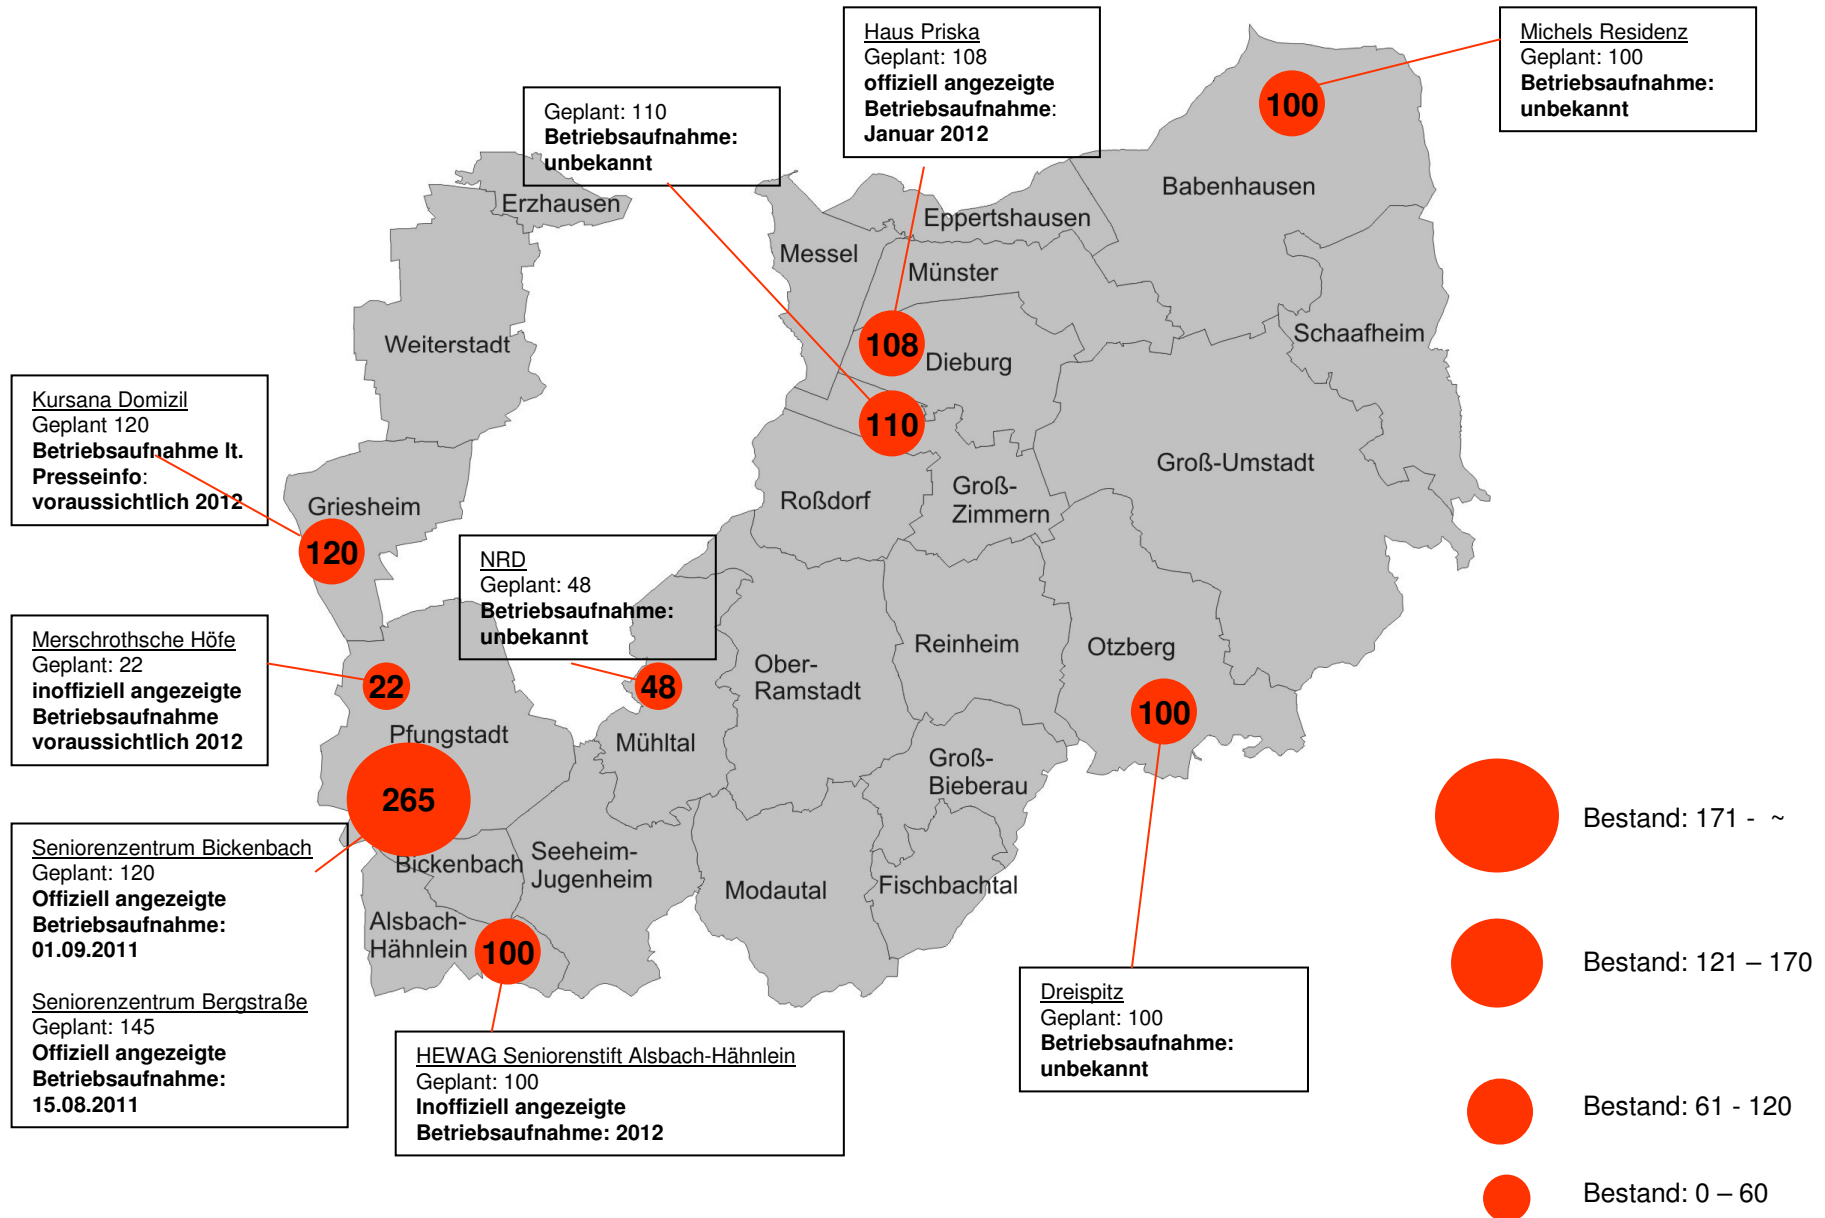 Haus Priska
Geplant: 108
offiziell angezeigte
Betriebsaufnahme:
Januar 2012
Michels Residenz
Geplant: 100
Betriebsaufnahme:
unbekannt
Geplant: 110
Betriebsaufnahme:
unbekannt
100
Babenhausen
Erzhausen
Eppertshausen
Messel
Münster
Weiterstadt
108
Dieburg
Schaafheim
Kursana Domizil
Geplant 120
Betriebsaufnahme lt.
Presseinfo:
voraussichtlich 2012
110
Groß-Umstadt
Griesheim
Roßdorf
Groß-
Zimmern
120
NRD
Geplant: 48
Betriebsaufnahme:
unbekannt
Merschrothsche Höfe
Geplant: 22
inoffiziell angezeigte
Betriebsaufnahme
voraussichtlich 2012
Reinheim
Otzberg
Ober-
Ramstadt
22
48
100
Pfungstadt
Mühltal
Groß-
Bieberau
265
Bestand: 171 - ~
Seniorenzentrum Bickenbach
Geplant: 120
Offiziell angezeigte
Betriebsaufnahme:
01.09.2011
Seniorenzentrum Bergstraße
Geplant: 145
Offiziell angezeigte
Betriebsaufnahme:
15.08.2011
Bickenbach
Seeheim-
Jugenheim
Modautal
Fischbachtal
Alsbach-
Hähnlein
100
Bestand: 121 – 170
Dreispitz
Geplant: 100
Betriebsaufnahme:
unbekannt
HEWAG Seniorenstift Alsbach-Hähnlein
Geplant: 100
Inoffiziell angezeigte
Betriebsaufnahme: 2012
Bestand: 61 - 120
Bestand: 0 – 60